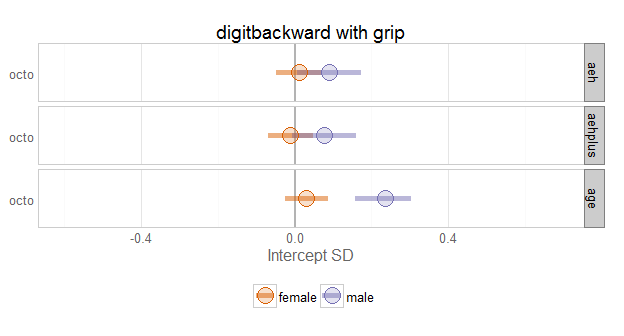 digitbackward with grip
octo
aeh
octo
aehplus
octo
age
-0.4 0.0 0.4
Intercept SD
female male